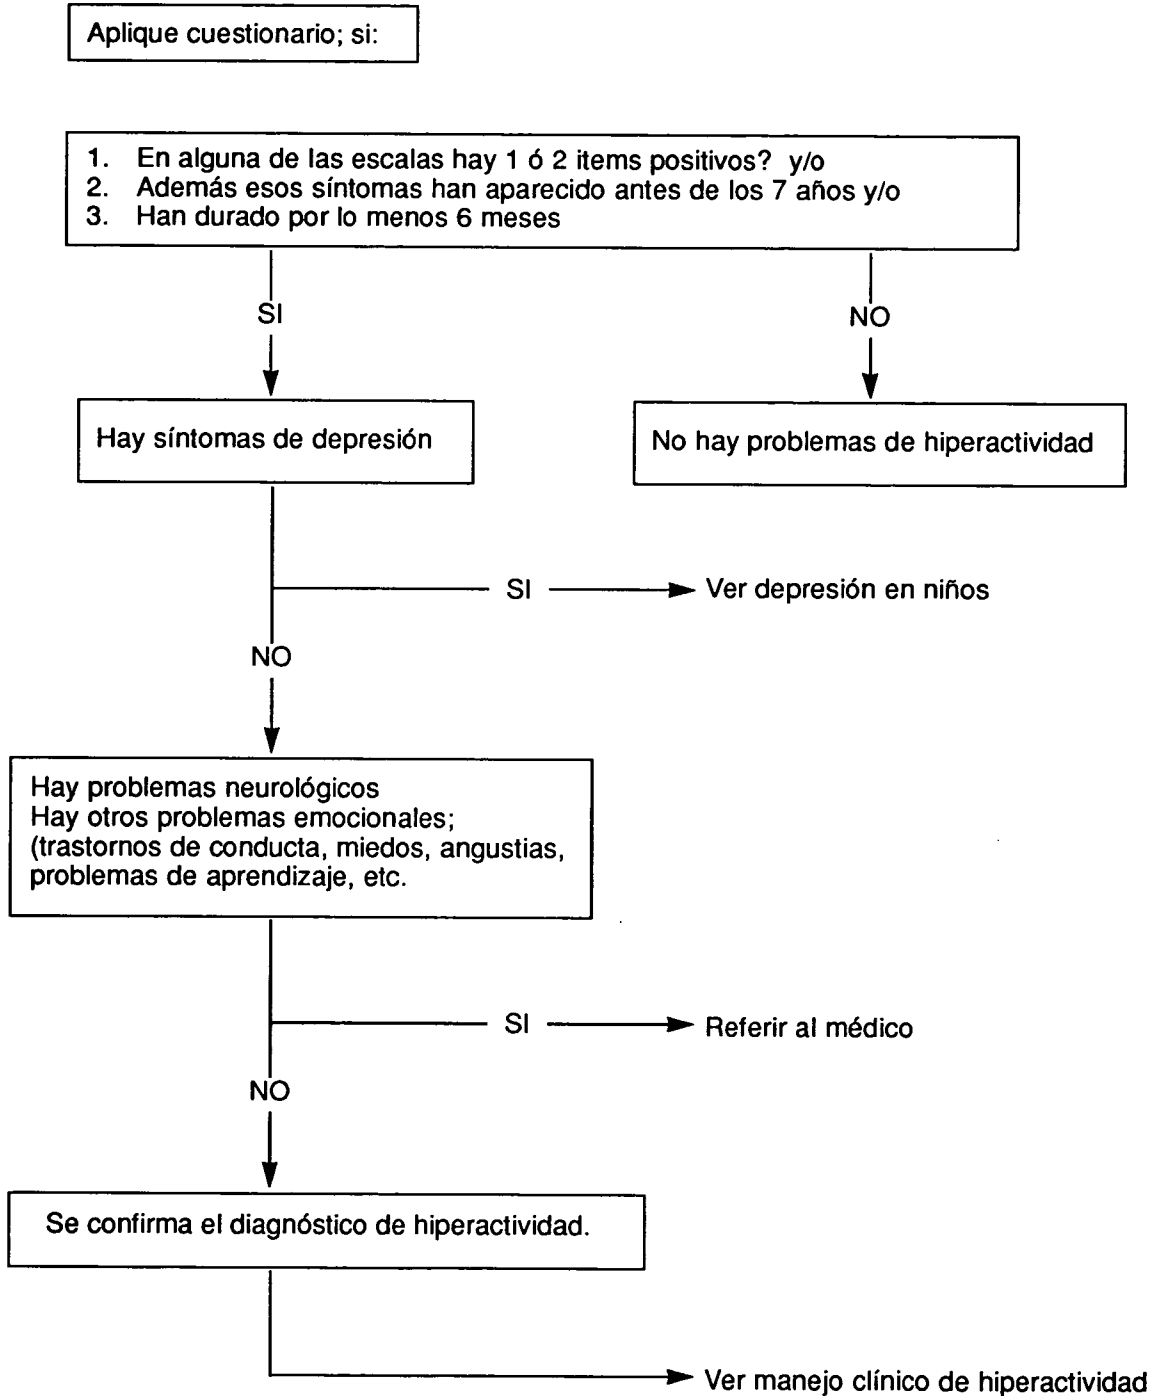 Aplique cuestionario; si:
1. En alguna de las escalas hay 1 ó 2 items positivos? y/o
2. Además esos síntomas han aparecido antes de los 7 años y/o
3. Han durado por lo menos 6 meses
SI
NO
Hay síntomas de depresión
No hay problemas de hiperactividad
SI
Ver depresión en niños
NO
Hay problemas neurológicos
Hay otros problemas emocionales;
(trastornos de conducta, miedos, angustias,
problemas de aprendizaje, etc.
SI
Referir al médico
NO
Se confirma el diagnóstico de hiperactividad.
Ver manejo clínico de hiperactividad